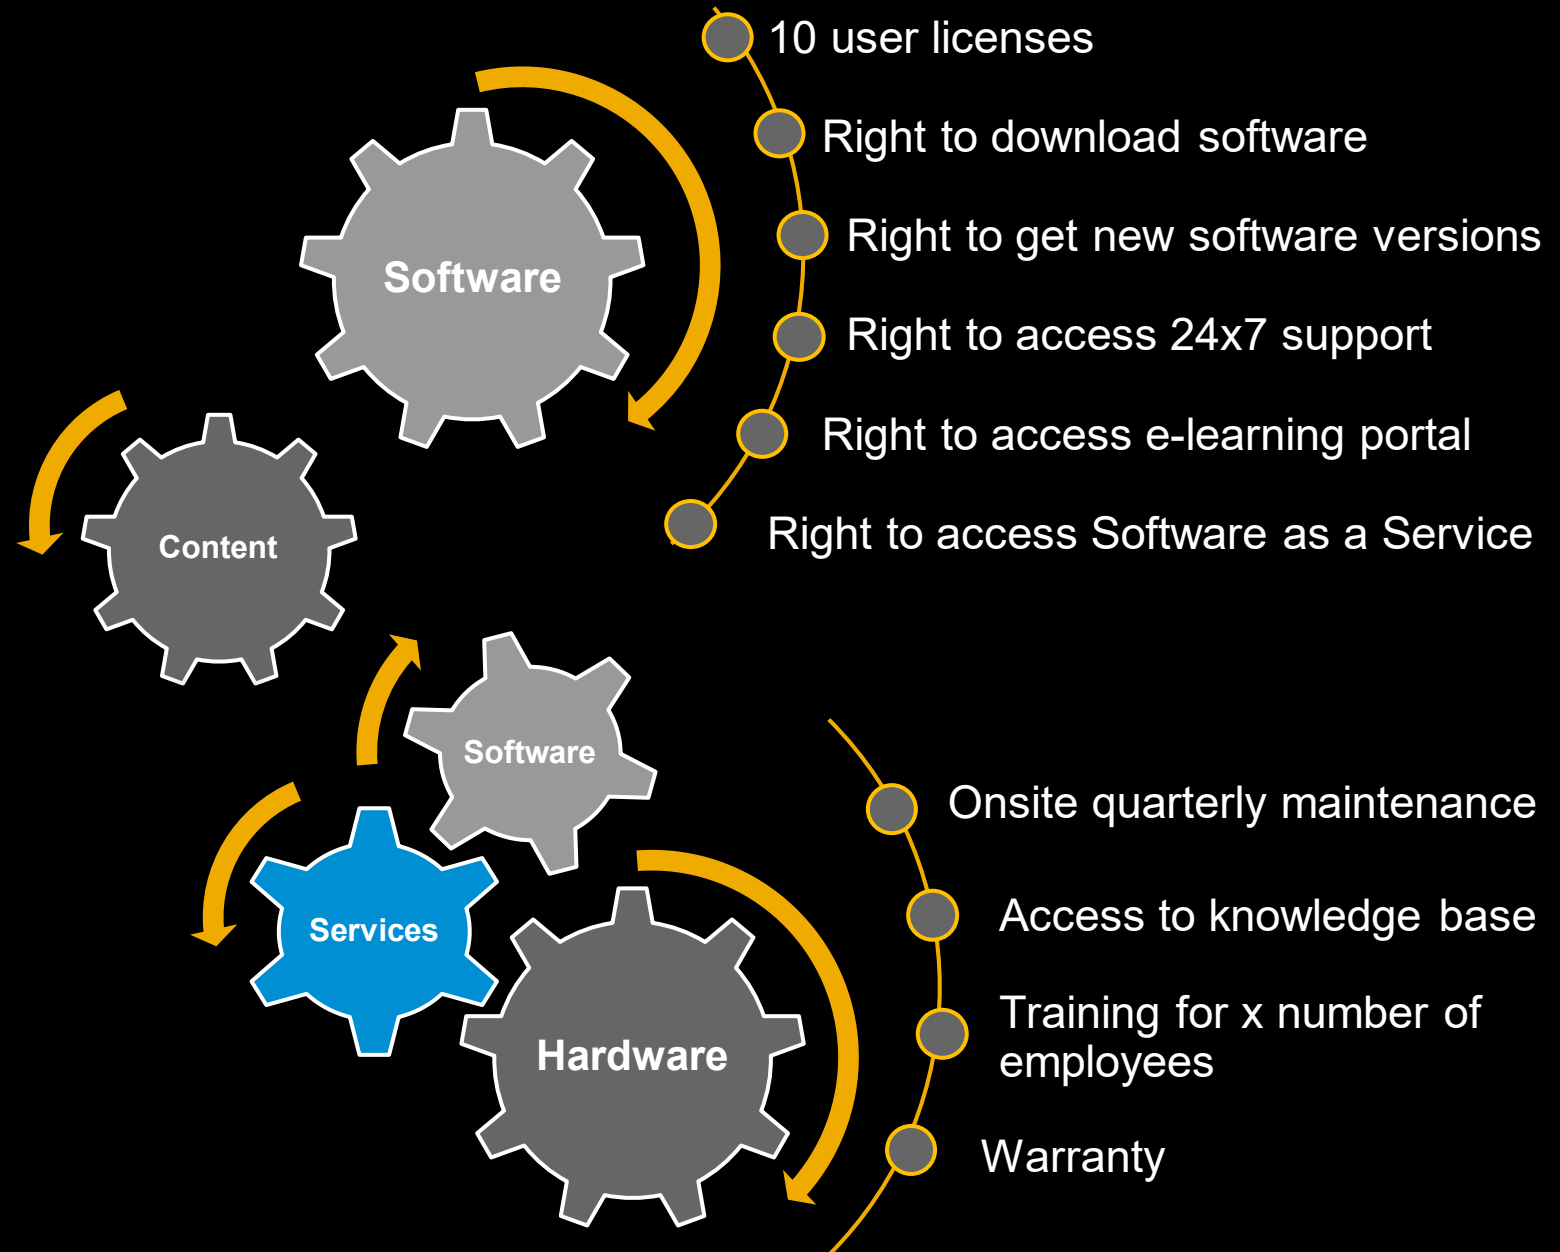 10 user licenses
Right to download software
Right to get new software versions
Software
Right to access 24x7 support
Right to access e-learning portal
Right to access Software as a Service
Content
Software
Onsite quarterly maintenance
Access to knowledge base
Services
Training for x number of
employees
Hardware
Warranty